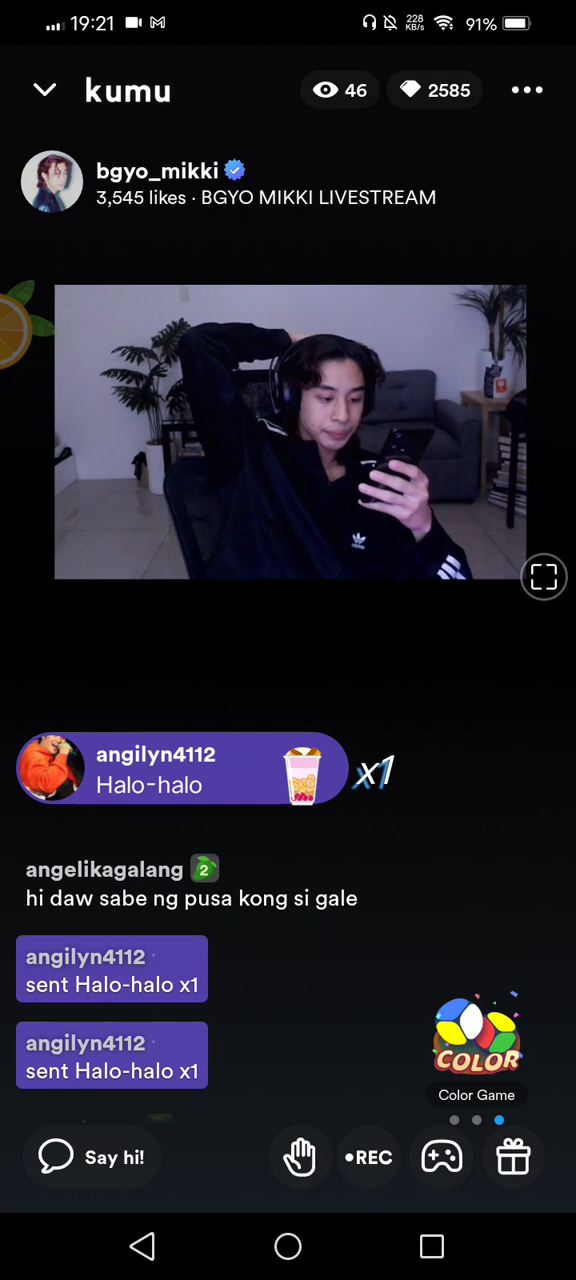 19:21
228
KB/s
91%
kumu
46
2585
bgyo_mikki
3,545 likes · BGYO MIKKI LIVESTREAM
adidas
angilyn4112
Halo-halo
x1
angelikagalang 2
hi daw sabe ng pusa kong si gale
angilyn4112
sent Halo-halo x1
angilyn4112
sent Halo-halo x1
COLOR
Color Game
Say hi!
•REC